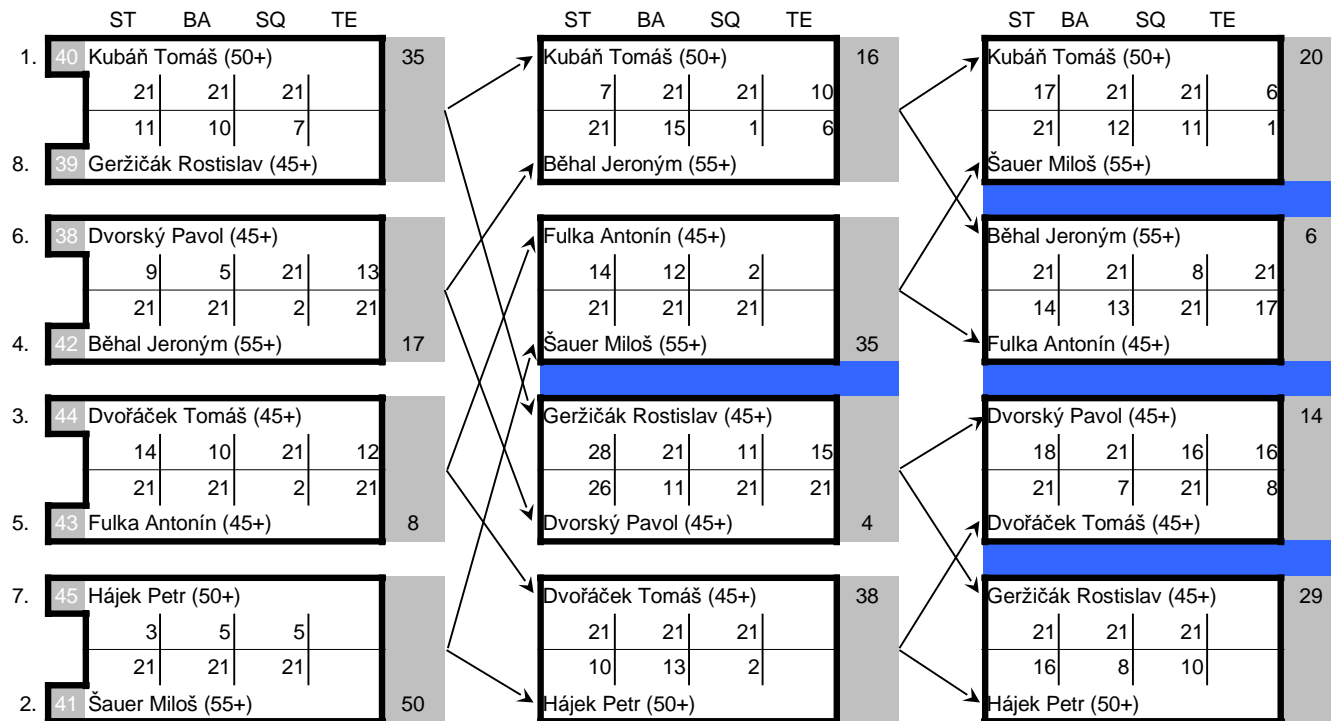 ST BA SQ TE ST BA SQ TE ST BA SQ TE
1. 40 Kubáň Tomáš (50+) 35 Kubáň Tomáš (50+) 16 Kubáň Tomáš (50+) 20
21 21 21 7 21 21 10 17 21 21 6
11 10 7 21 15 1 6 21 12 11 1
8. 39 Geržičák Rostislav (45+) Běhal Jeroným (55+) Šauer Miloš (55+)
6. 38 Dvorský Pavol (45+) Fulka Antonín (45+) Běhal Jeroným (55+) 6
9 5 21 13 14 12 2 21 21 8 21
21 21 2 21 21 21 21 14 13 21 17
4. 42 Běhal Jeroným (55+) 17 Šauer Miloš (55+) 35 Fulka Antonín (45+)
3. 44 Dvořáček Tomáš (45+) Geržičák Rostislav (45+) Dvorský Pavol (45+) 14
14 10 21 12 28 21 11 15 18 21 16 16
21 21 2 21 26 11 21 21 21 7 21 8
5. 43 Fulka Antonín (45+) 8 Dvorský Pavol (45+) 4 Dvořáček Tomáš (45+)
7. 45 Hájek Petr (50+) Dvořáček Tomáš (45+) 38 Geržičák Rostislav (45+) 29
3 5 5 21 21 21 21 21 21
21 21 21 10 13 2 16 8 10
2. 41 Šauer Miloš (55+) 50 Hájek Petr (50+) Hájek Petr (50+)